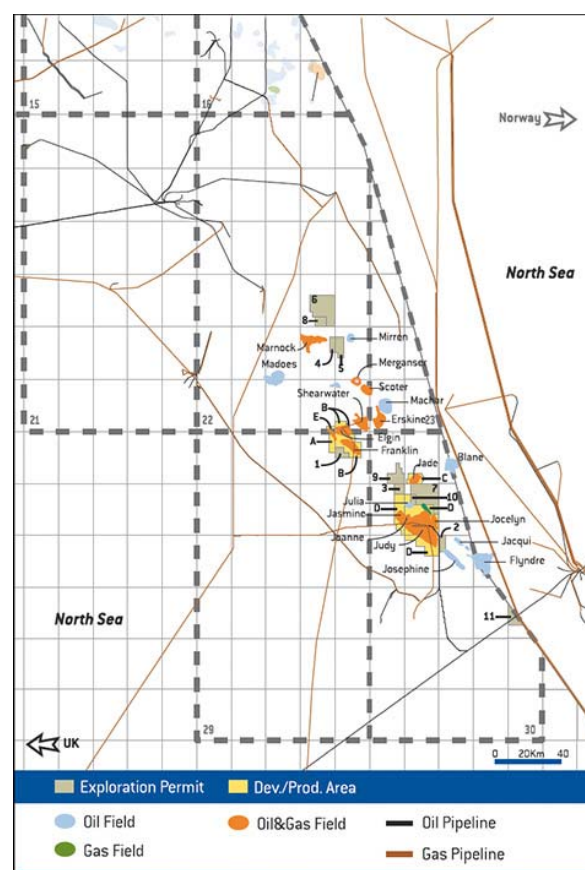 15
16
Norway
North Sea
6
8
Marnock
4
5
Mirren
Madoes
Merganser
Scoter
Shearwater
Machar
B
E
21
22
Erskine
23
A
Elgin
Franklin
1
B
Blane
Jade
9
C
3
7
Julia
10
D
D
Jasmine
Jocelyn
Joanne
2
Jacqui
Judy
D
Josephine
Flyndre
North Sea
11
UK
29
30
0 20Km 40
Exploration Permit
Dev./Prod. Area
Oil Field
Oil&Gas Field
Oil Pipeline
Gas Field
Gas Pipeline